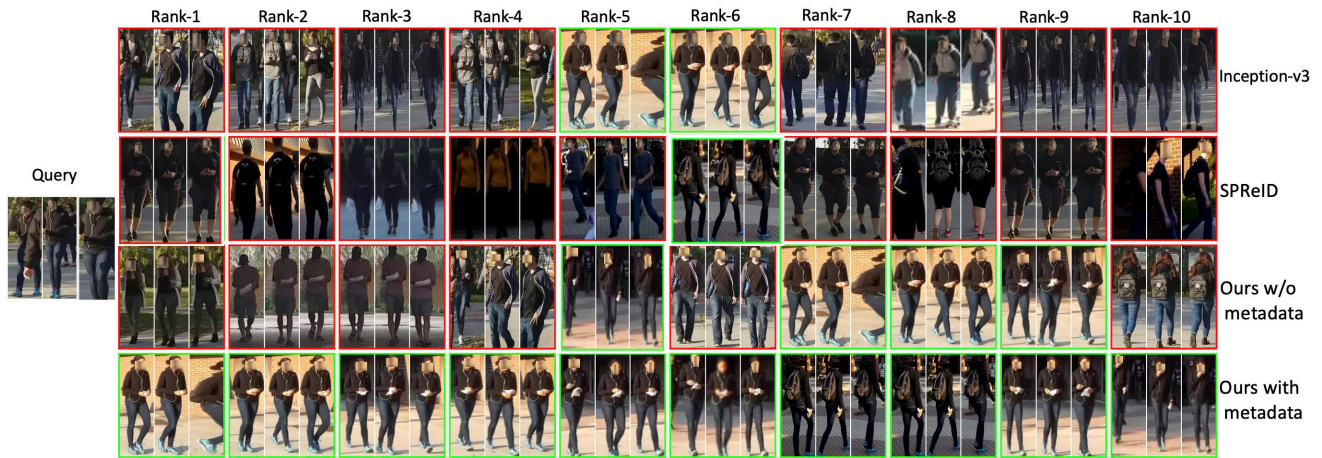 Rank-1 Rank-2 Rank-3 Rank-4 Rank-5 Rank-6 Rank-7 Rank-8 Rank-9 Rank-10
Inception-v3
SPReID
Query
Ours w/o
metadata
Ours with
metadata